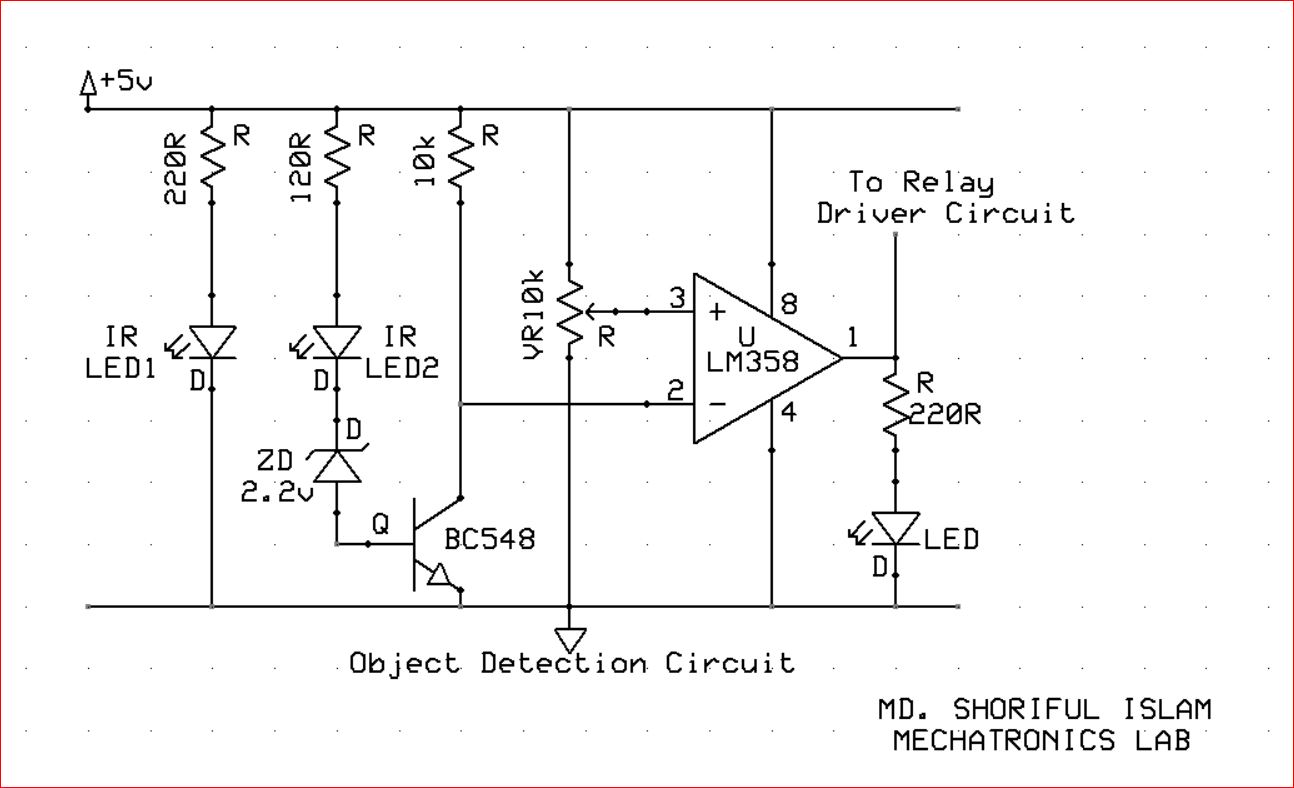 +5v
220R
R
120R
R
10k
R
To Relay
Driver Circuit
VR10k
R
3
+
8
U
LM358
1
2
-
4
IR
LED1
D
IR
LED2
D
D
ZD
2.2v
Q
BC548
R
220R
LED
D
Object Detection Circuit
MD. SHORIFUL ISLAM
MECHATRONICS LAB